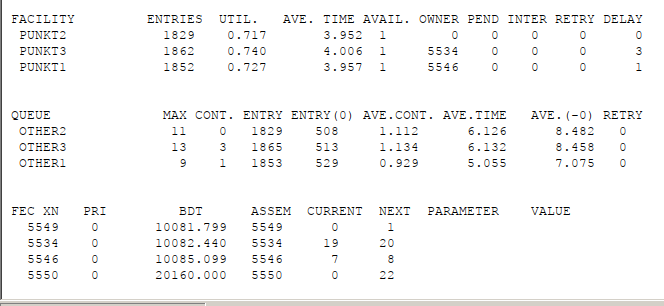 FACILITY ENTRIES UTIL. AVE. TIME AVAIL. OWNER PEND INTER RETRY DELAY
PUNKT2 1829 0.717 3.952 1 0 0 0 0 0
PUNKT3 1862 0.740 4.006 1 5534 0 0 0 3
PUNKT1 1852 0.727 3.957 1 5546 0 0 0 1
QUEUE MAX CONT. ENTRY ENTRY(0) AVE.CONT. AVE.TIME AVE.(-0) RETRY
OTHER2 11 0 1829 508 1.112 6.126 8.482 0
OTHER3 13 3 1865 513 1.134 6.132 8.458 0
OTHER1 9 1 1853 529 0.929 5.055 7.075 0
FEC XN PRI BDT ASSEM CURRENT NEXT PARAMETER VALUE
5549 0 10081.799 5549 0 1
5534 0 10082.440 5534 19 20
5546 0 10085.099 5546 7 8
5550 0 20160.000 5550 0 22